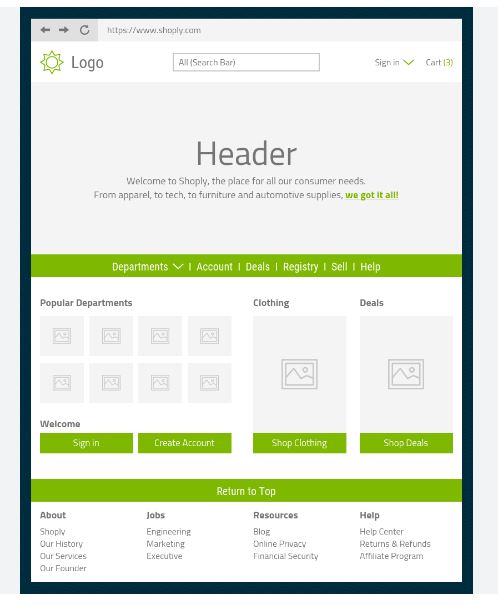 https://www.shoply.com
Logo
All (Search Bar)
Sign in
Cart (3)
Header
Welcome to Shoply, the place for all our consumer needs.
From apparel, to tech, to furniture and automotive supplies, we got it all!
Departments | Account | Deals | Registry | Sell | Help
Popular Departments
Clothing
Deals
Welcome
Sign in
Create Account
Shop Clothing
Shop Deals
Return to Top
About
Shoply
Our History
Our Services
Our Founder
Jobs
Engineering
Marketing
Executive
Resources
Blog
Online Privacy
Financial Security
Help
Help Center
Returns & Refunds
Affiliate Program